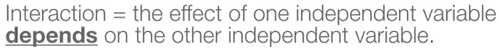 Interaction = the effect of one independent variable
depends on the other independent variable.